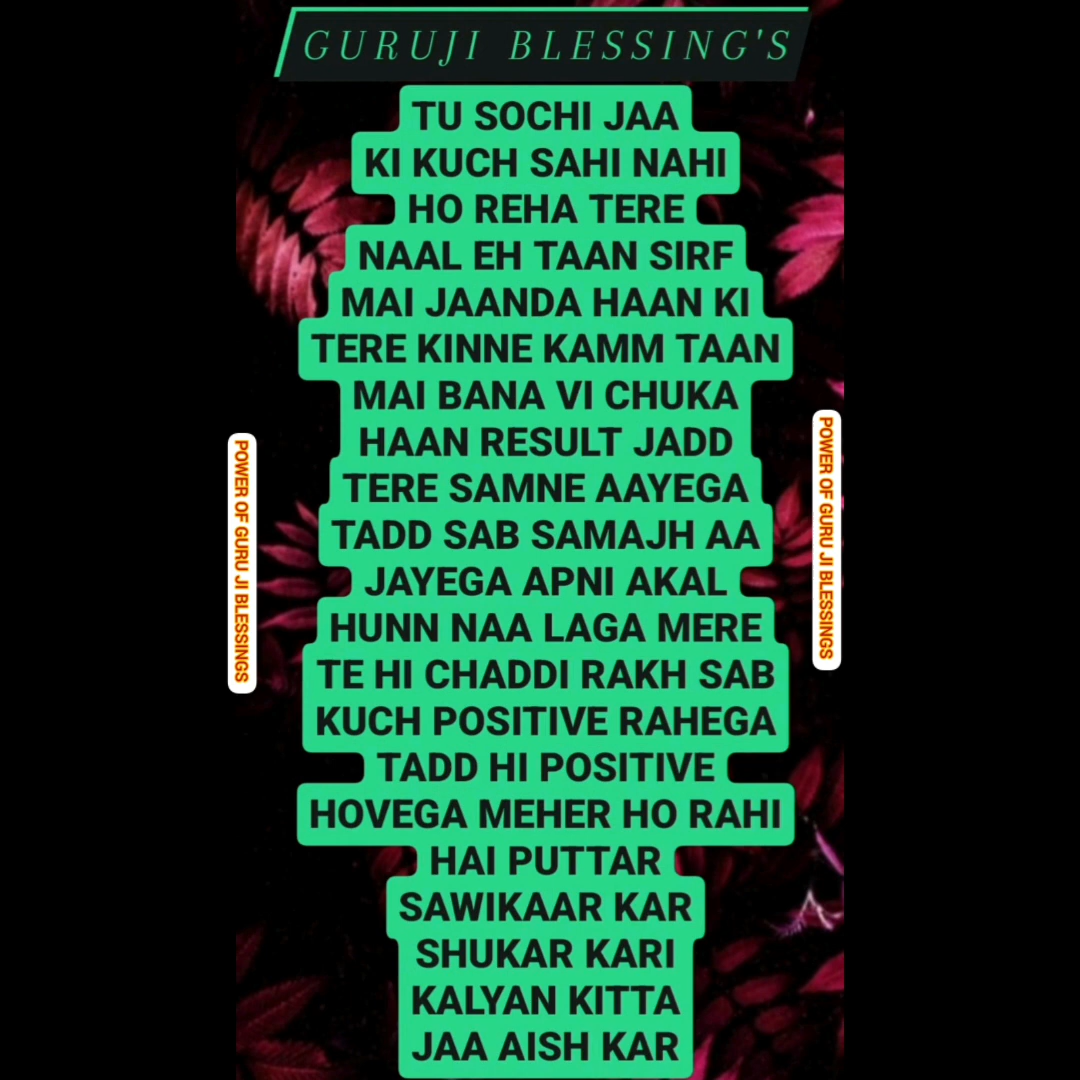 GURUJI BLESSING'S
TU SOCHI JAA
KI KUCH SAHI NAHI
HO REHA TERE
NAAL EH TAAN SIRF
MAI JAANDA HAAN KI
TERE KINNE KAMM TAAN
MAI BANA VI CHUKA
HAAN RESULT JADD
TERE SAMNE AAYEGA
TADD SAB SAMAJH AA
JAYEGA APNI AKAL
HUNN NAA LAGA MERE
TE HI CHADDI RAKH SAB
KUCH POSITIVE RAHEGA
TADD HI POSITIVE
HOVEGA MEHER HO RAHI
HAI PUTTAR
SAWIKAAR KAR
SHUKAR KARI
KALYAN KITTA
JAA AISH KAR
POWER OF GURU JI BLESSINGS
POWER OF GURU JI BLESSINGS